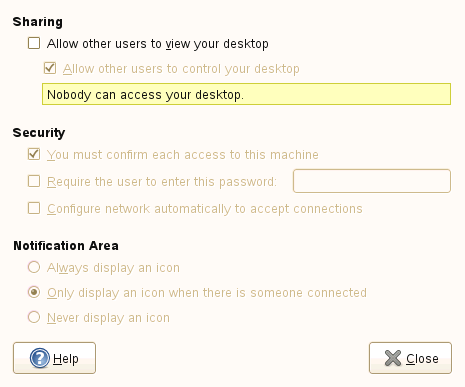 Sharing
Allow other users to view your desktop
Allow other users to control your desktop
Nobody can access your desktop.
Security
You must confirm each access to this machine
Require the user to enter this password:
Configure network automatically to accept connections
Notification Area
Always display an icon
Only display an icon when there is someone connected
Never display an icon
Help Close